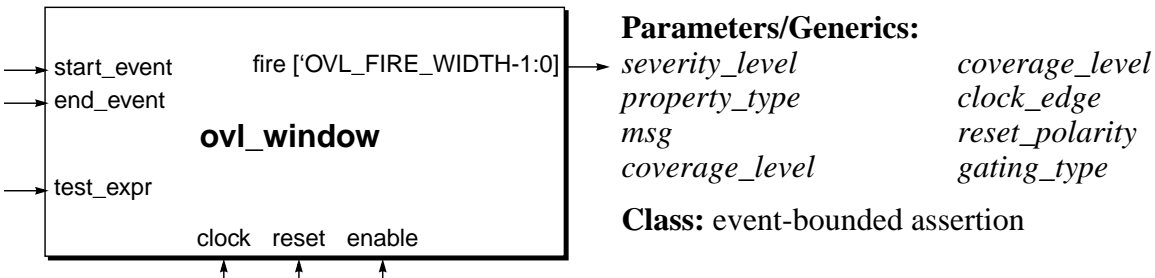 start_event
fire ['OVL_FIRE_WIDTH-1:0]
end_event
ovl_window
test_expr
clock reset enable
Parameters/Generics:
severity_level coverage_level
property_type clock_edge
msg reset_polarity
coverage_level gating_type
Class: event-bounded assertion